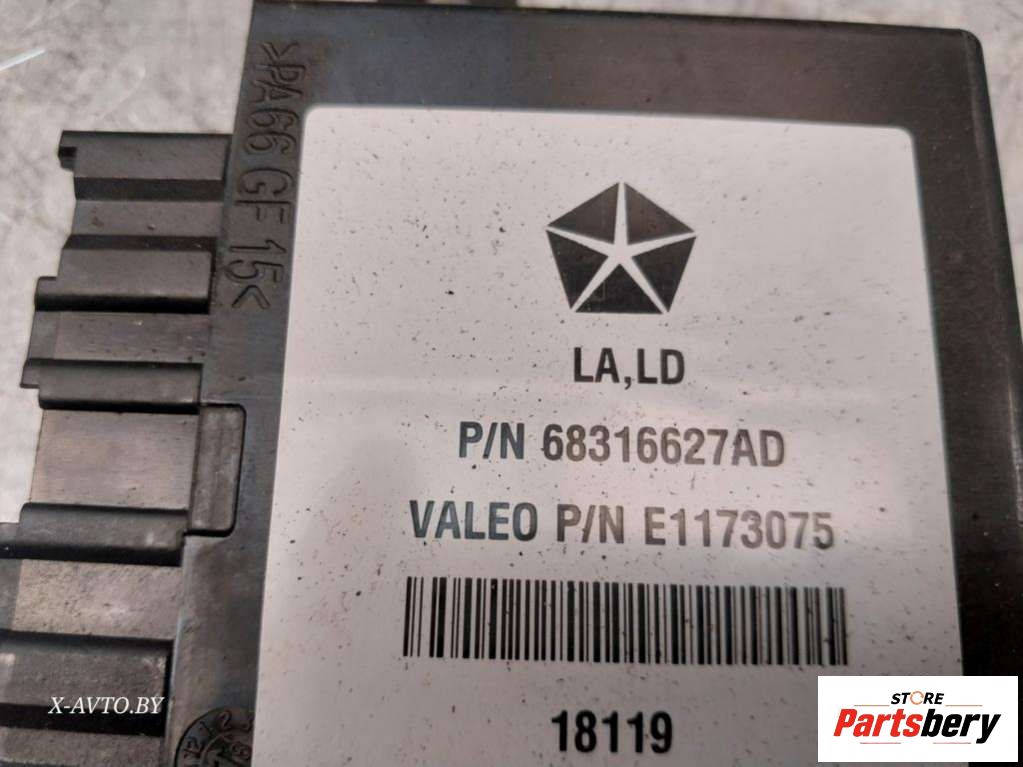 >PA66 GF 15<
LA,LD
P/N 68316627AD
VALEO P/N E1173075
18119
X-AVTO.BY
STORE
Partsbery